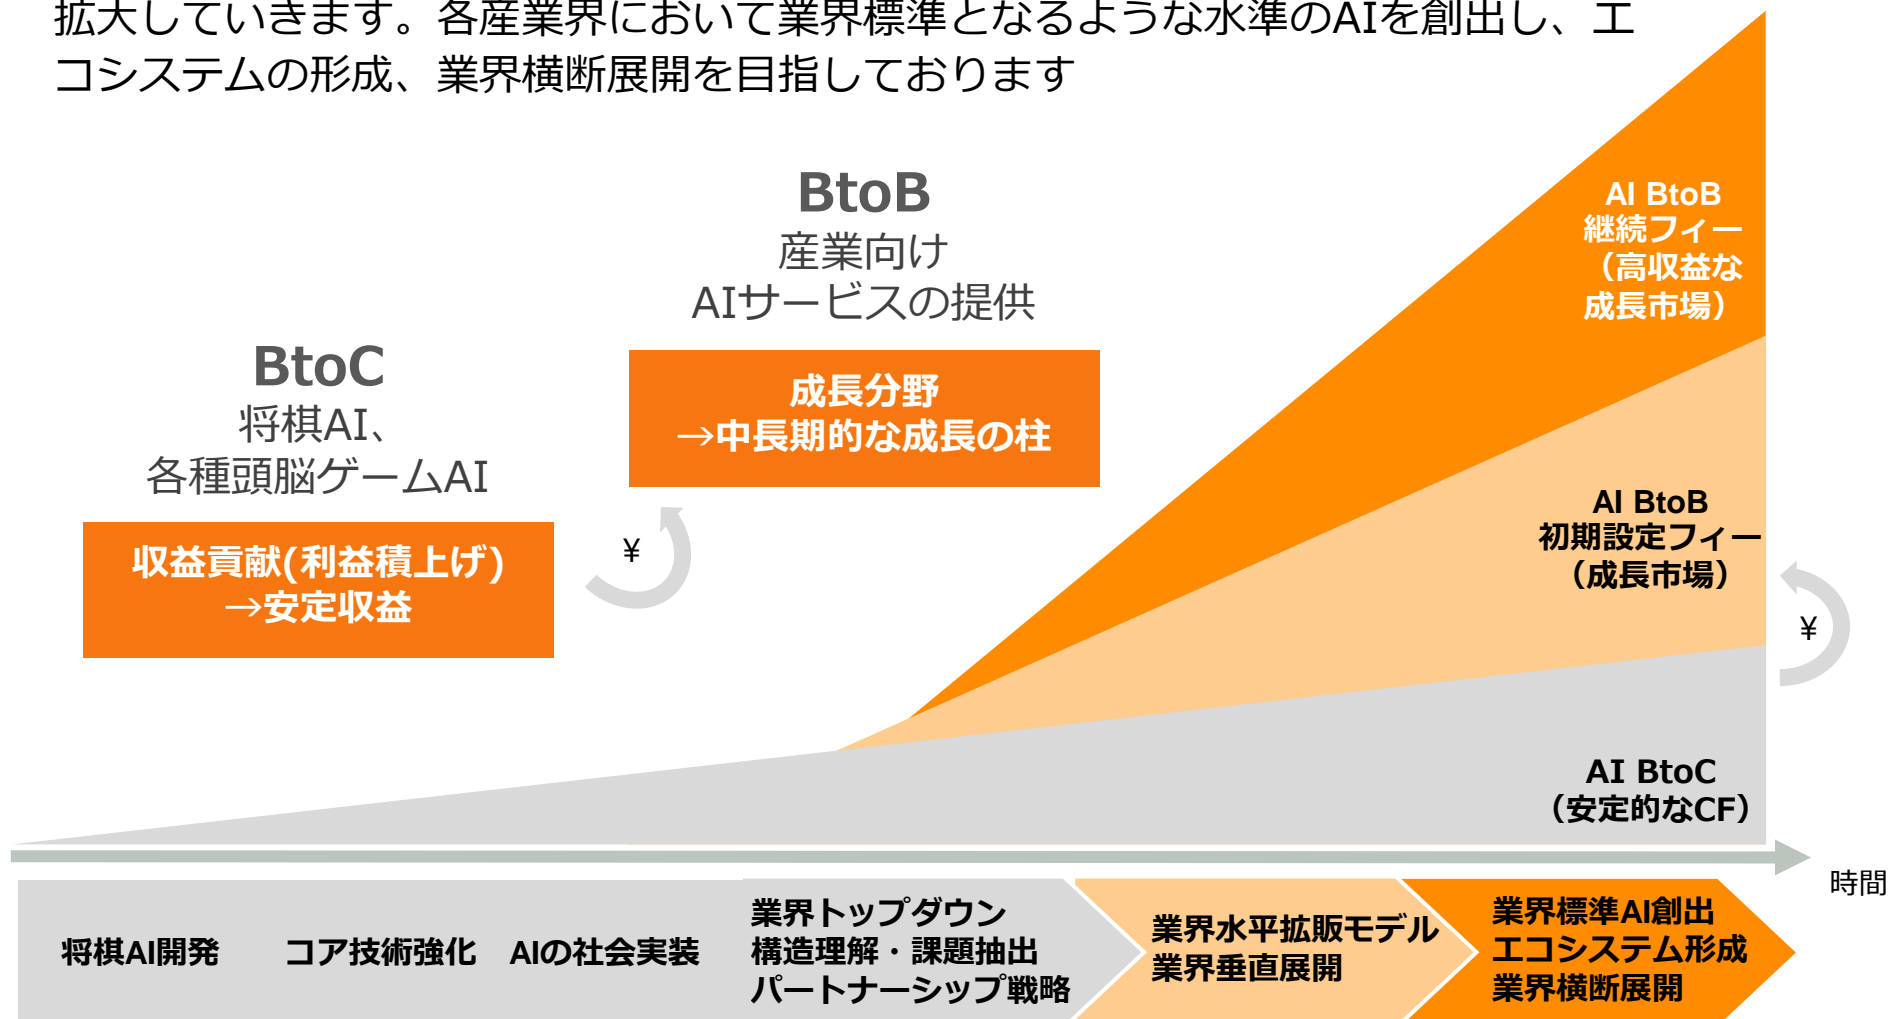 拡大していきます。各産業界において業界標準となるような水準のAIを創出し、エ
コシステムの形成、業界横断展開を目指しております
BtoB
産業向け
AIサービスの提供
成長分野
→中長期的な成長の柱
BtoC
将棋AI、
各種頭脳ゲームAI
収益貢献(利益積上げ)
→安定収益
¥
AI BtoB
継続フィー
（高収益な
成長市場）
AI BtoB
初期設定フィー
（成長市場）
¥
AI BtoC
（安定的なCF）
時間
将棋AI開発
コア技術強化
AIの社会実装
業界トップダウン
構造理解・課題抽出
パートナーシップ戦略
業界水平拡販モデル
業界垂直展開
業界標準AI創出
エコシステム形成
業界横断展開